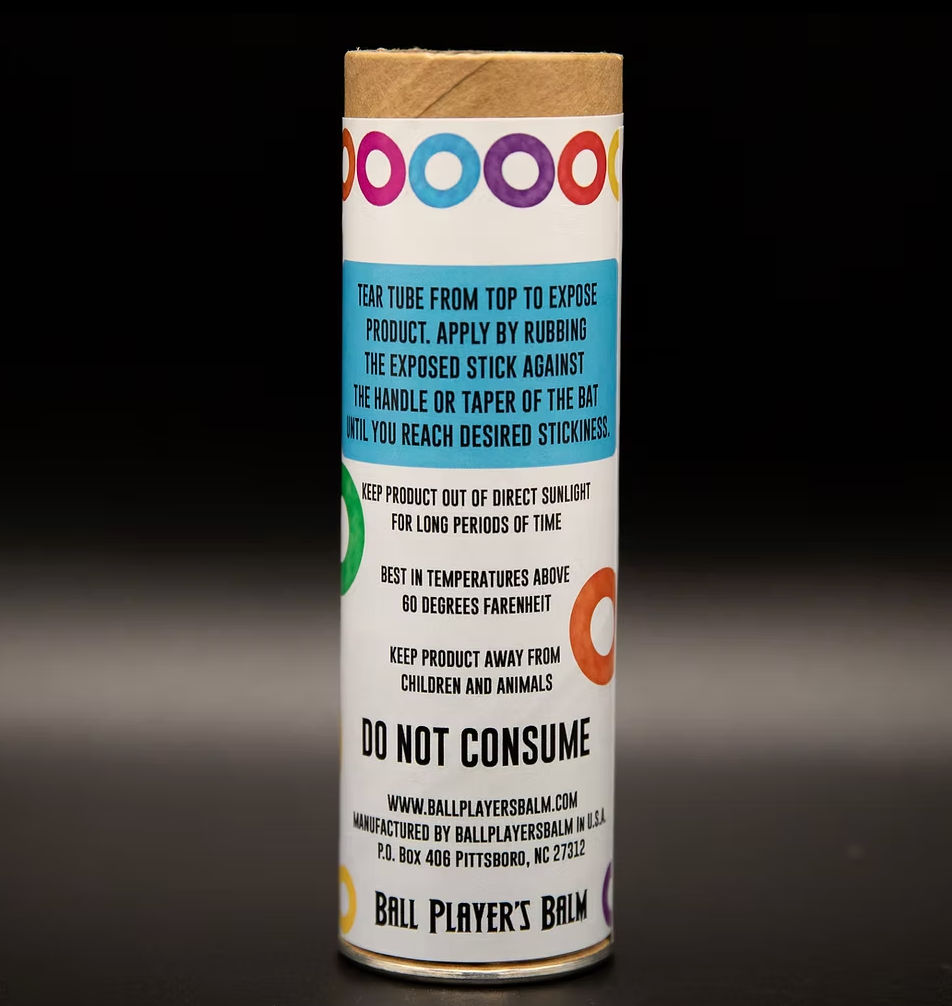 TEAR TUBE FROM TOP TO EXPOSE
PRODUCT. APPLY BY RUBBING
THE EXPOSED STICK AGAINST
THE HANDLE OR TAPER OF THE BAT
UNTIL YOU REACH DESIRED STICKINESS.
KEEP PRODUCT OUT OF DIRECT SUNLIGHT
FOR LONG PERIODS OF TIME
BEST IN TEMPERATURES ABOVE
60 DEGREES FARENHEIT
KEEP PRODUCT AWAY FROM
CHILDREN AND ANIMALS
DO NOT CONSUME
WWW.BALLPLAYERSBALM.COM
MANUFACTURED BY BALLPLAYERSBALM IN U.S.A.
P.O. Box 406 PITTSBORO, NC 27312
BALL PLAYER'S BALM